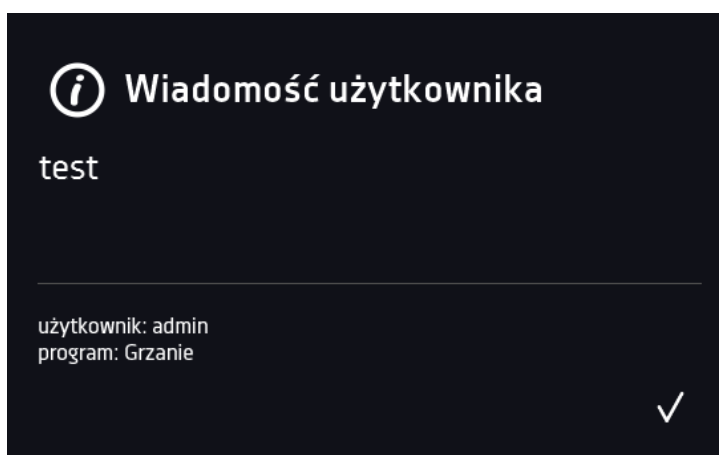 Wiadomość użytkownika
test
użytkownik: admin
program: Grzanie